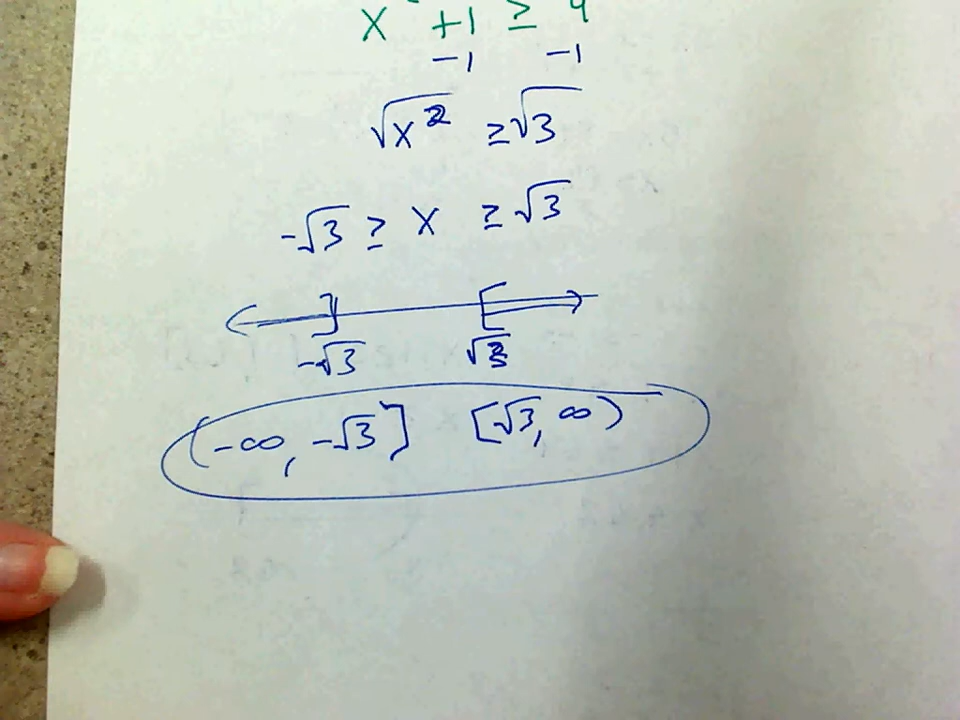 x² +1 ≥ 4
-1 -1
√x² ≥ √3
-√3 ≥ x ≥ √3
-√3 √3
(-∞, -√3] [√3, ∞)